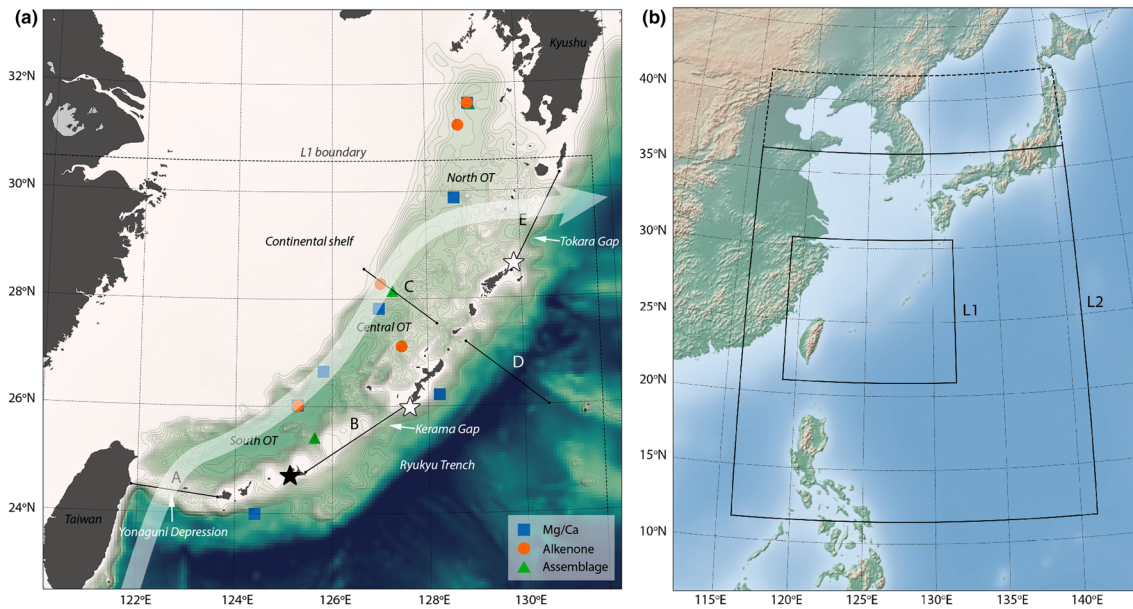 (a)
Kyushu
32°N
L1 boundary
30°N
North OT
E
Continental shelf
Tokara Gap
28°N
C
Central OT
D
26°N
B
South OT
Kerama Gap
A
Ryukyu Trench
24°N
Taiwan
Yonaguni Depression
Mg/Ca
Alkenone
Assemblage
122°E 124°E 126°E 128°E 130°E
(b)
40°N
35°N
30°N
25°N
L1
L2
20°N
15°N
10°N
115°E 120°E 125°E 130°E 135°E 140°E